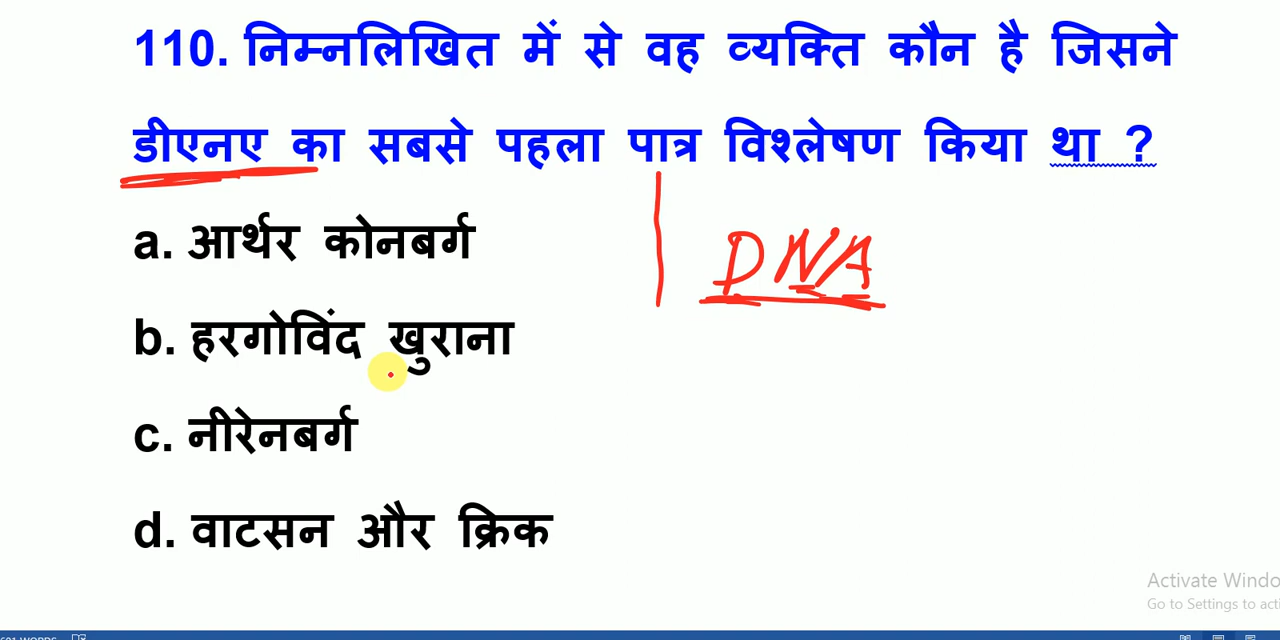 110. निम्नलिखित में से वह व्यक्ति कौन है जिसने
डीएनए का सबसे पहला पात्र विश्लेषण किया था ?
DNA
a. आर्थर कोनबर्ग
b. हरगोविंद खुराना
c. नीरेनबर्ग
d. वाटसन और क्रिक
Activate Windo
Go to Settings to acti